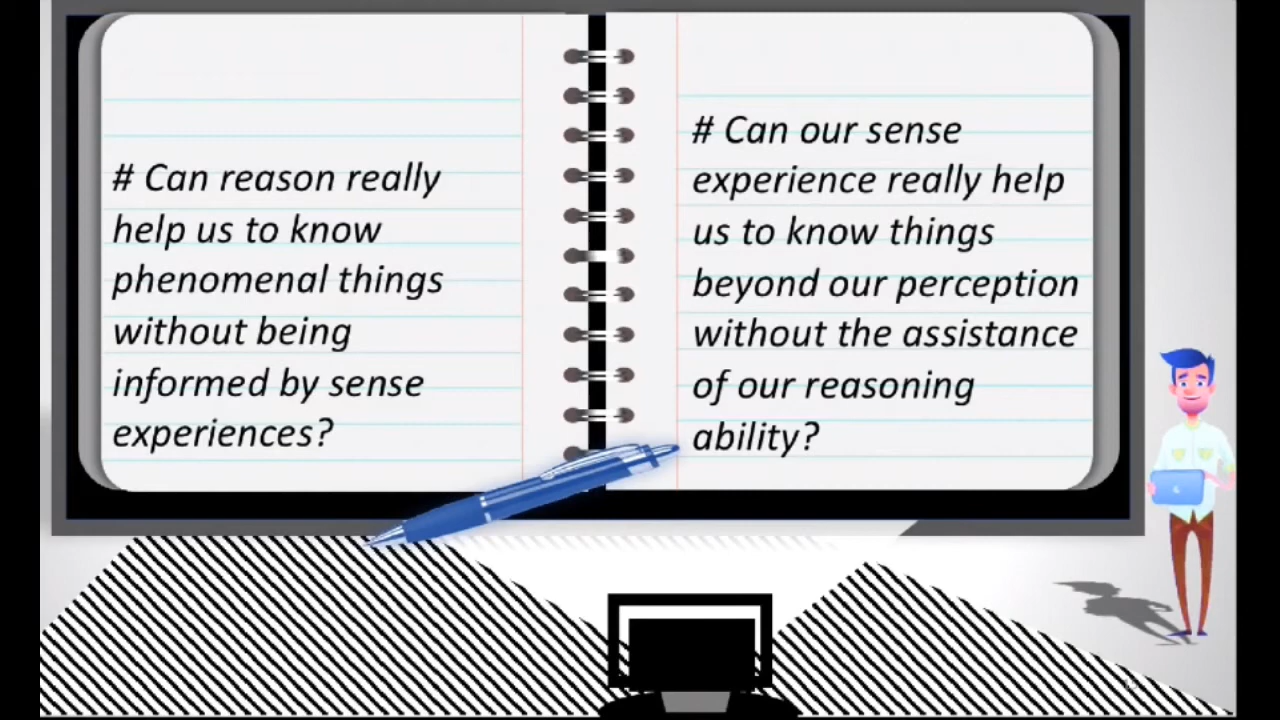 # Can reason really
help us to know
phenomenal things
without being
informed by sense
experiences?
# Can our sense
experience really help
us to know things
beyond our perception
without the assistance
of our reasoning
ability?